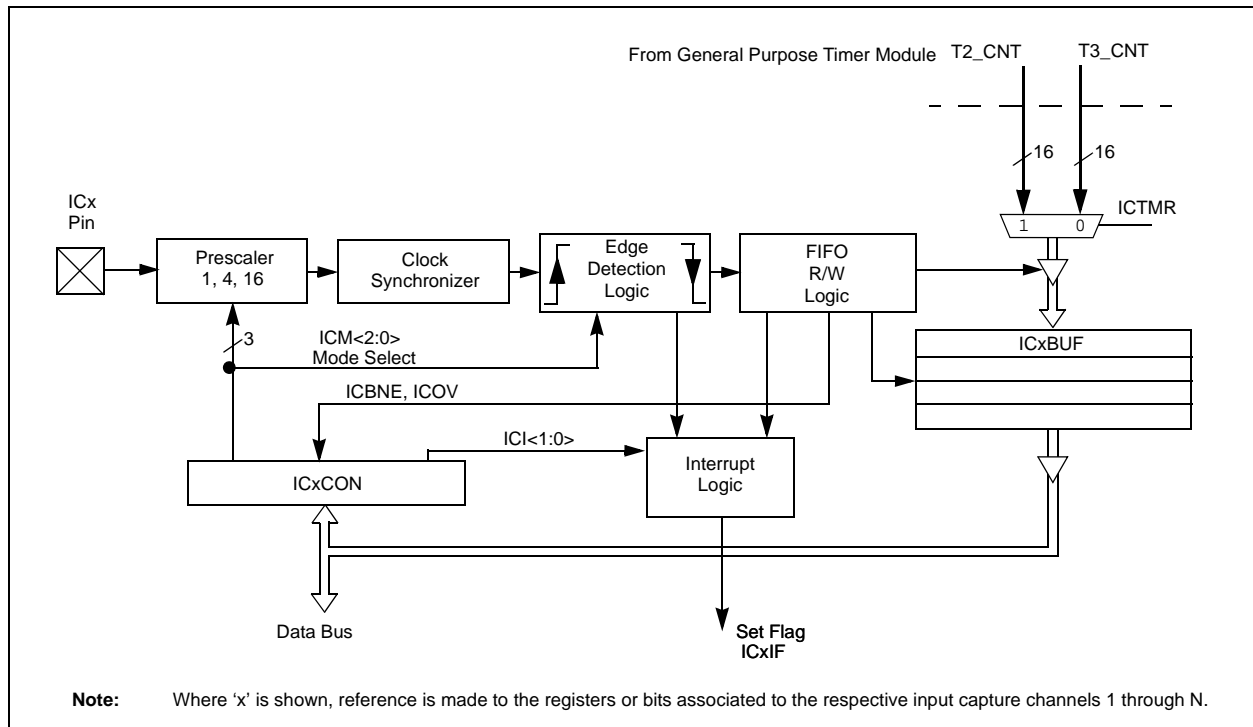 From General Purpose Timer Module
T2_CNT
T3_CNT
16
16
ICx
Pin
ICTMR
1
0
Prescaler
1, 4, 16
Clock
Synchronizer
Edge
Detection
Logic
FIFO
R/W
Logic
3
ICM<2:0>
Mode Select
ICxBUF
ICBNE, ICOV
ICI<1:0>
ICxCON
Interrupt
Logic
Data Bus
Set Flag
ICxIF
Note: Where ‘x’ is shown, reference is made to the registers or bits associated to the respective input capture channels 1 through N.